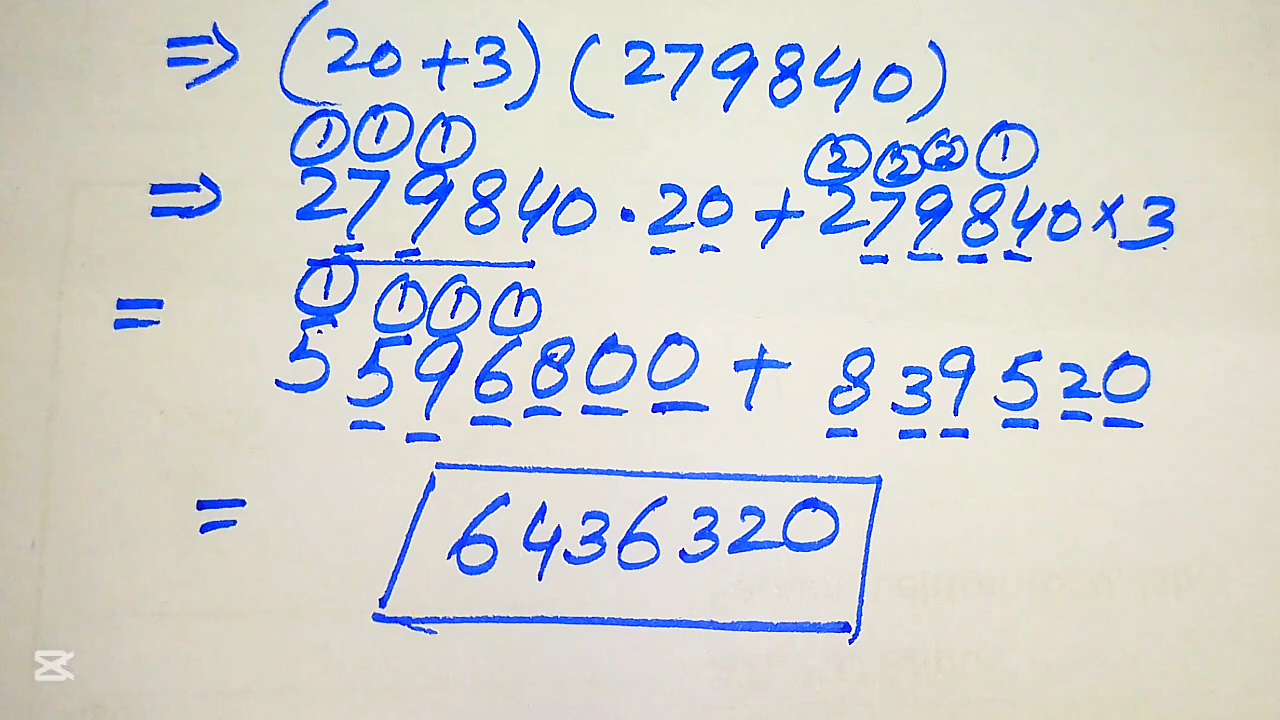 ⇒ (20+3) (279840)
① ① ① ② ② ② ①
⇒ 279840 · 20 + 279840 × 3
① ① ① ①
= 5596800 + 839520
= 6436320